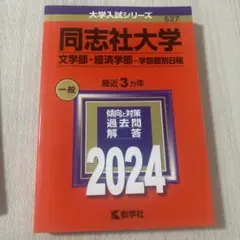 大学入試シリーズ
527
同志社大学
文学部・経済学部-学部個別日程
一般
最近3カ年
傾向と対策
過去問
解答
2024
教学社